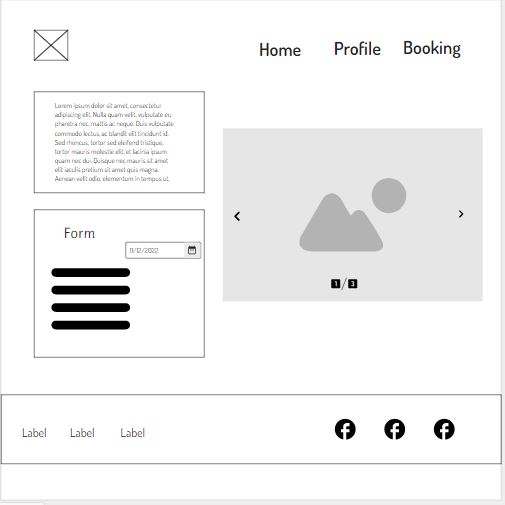 Home Profile Booking
Lorem ipsum dolor sit amet, consectetur
adipiscing elit. Nulla quam velit, vulputate eu
pharetra nec, mattis ac neque. Duis vulputate
commodo lectus, ac blandit elit tincidunt id.
Sed rhoncus, tortor sed eleifend tristique,
tortor mauris molestie elit, et lacinia ipsum
quam nec dui. Quisque nec mauris sit amet
elit iaculis pretium sit amet quis magna.
Aenean velit odio, elementum in tempus ut,
Form
11/12/2022
1/3
Label Label Label